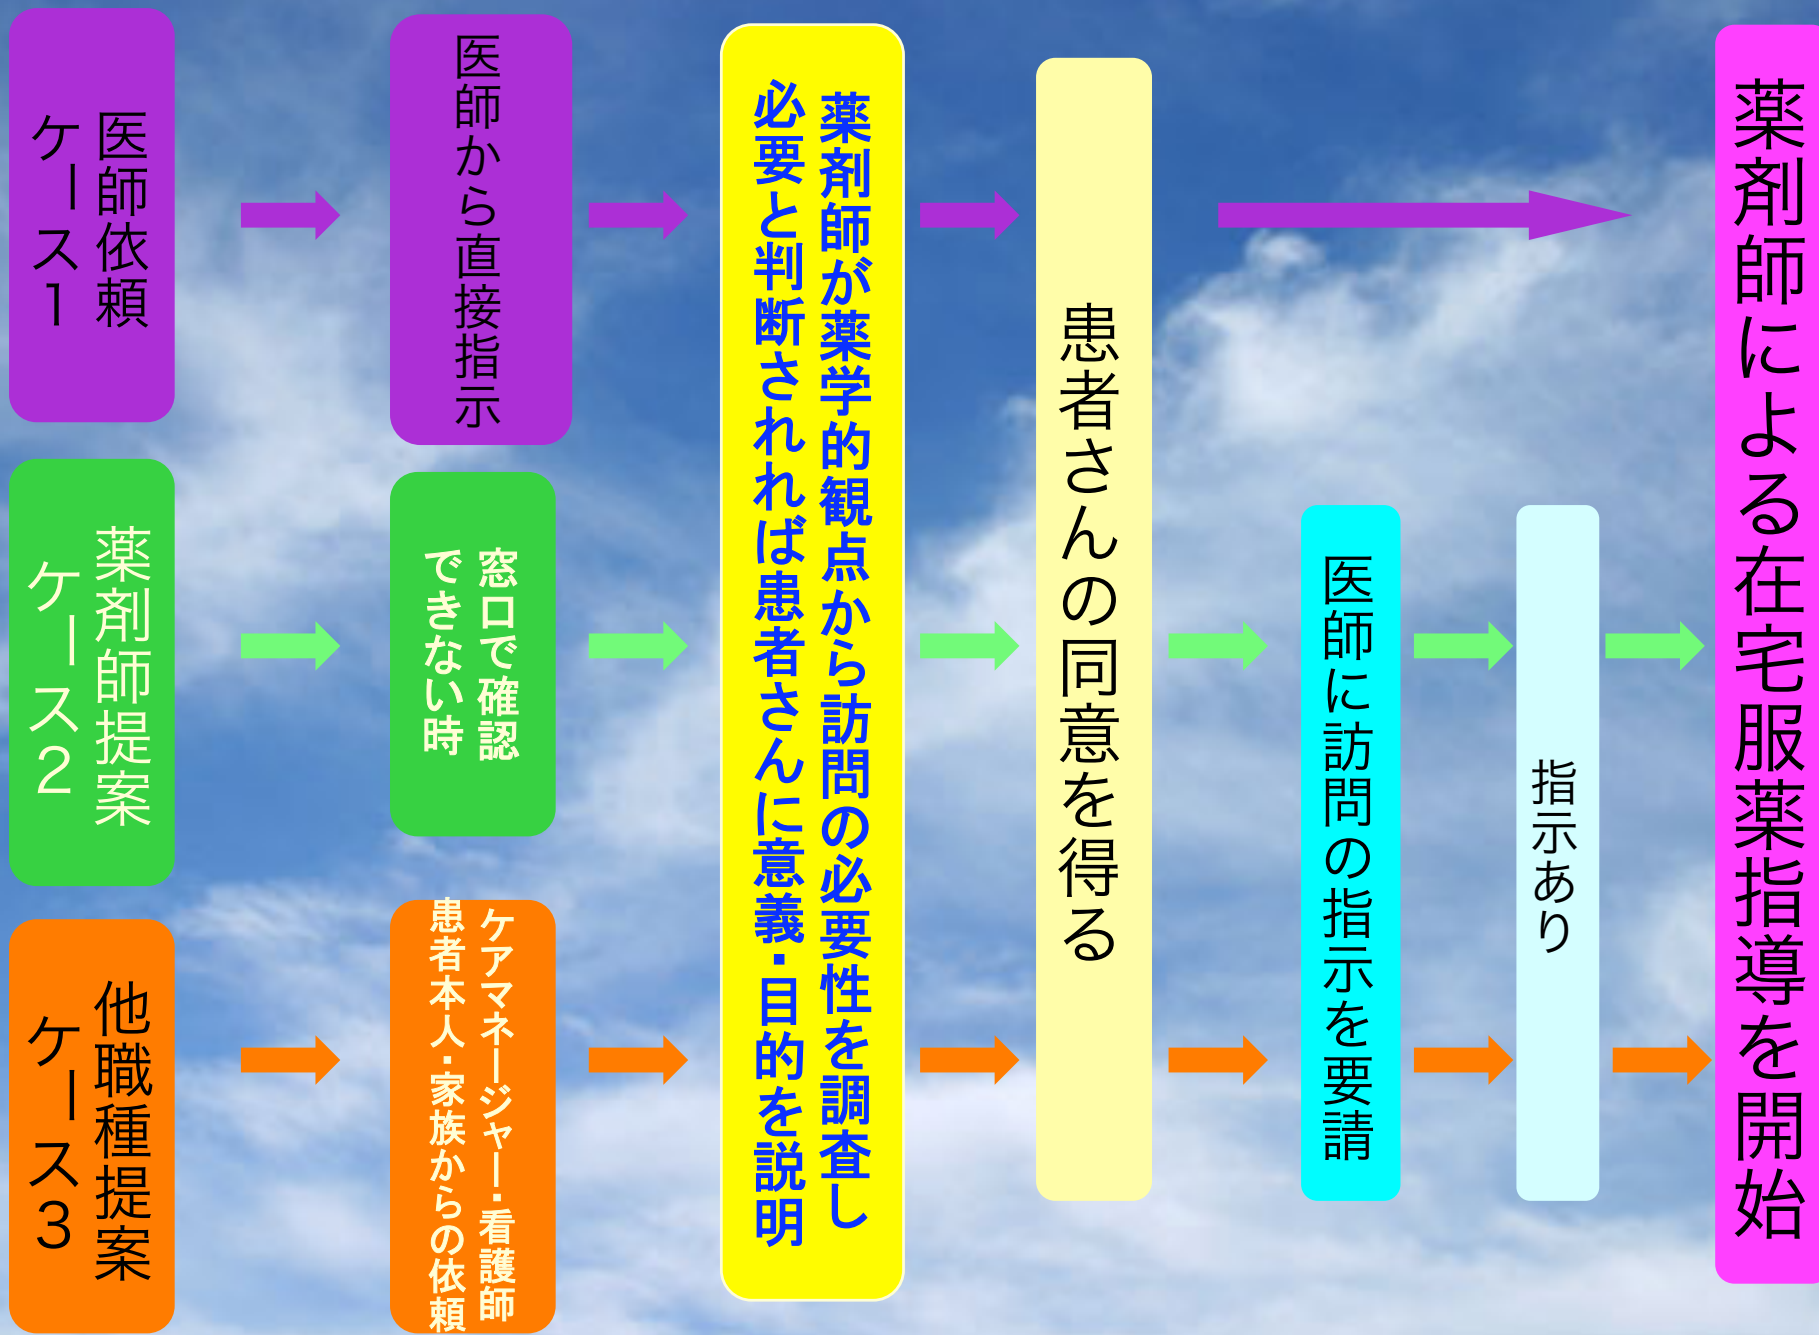 医師依頼
ケース１
医師から直接指示
薬剤師提案
ケース２
窓口で確認
できない時
他職種提案
ケース３
ケアマネージャー・看護師
患者本人・家族からの依頼
薬剤師が薬学的観点から訪問の必要性を調査し
必要と判断されれば患者さんに意義・目的を説明
患者さんの同意を得る
医師に訪問の指示を要請
指示あり
薬剤師による在宅服薬指導を開始